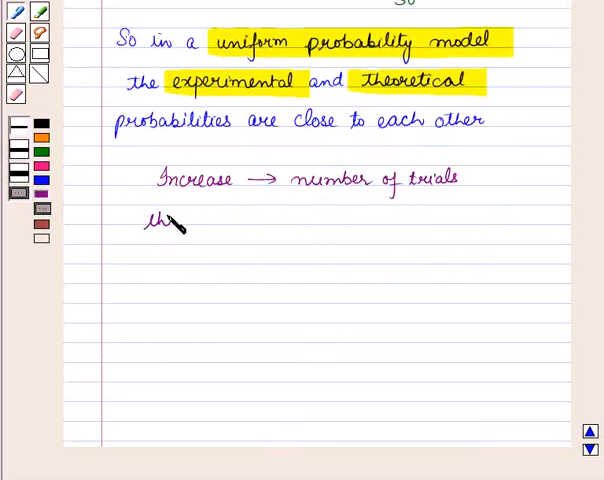 So in a uniform probability model
the experimental and theoretical
probabilities are close to each other
Increase → number of trials
th